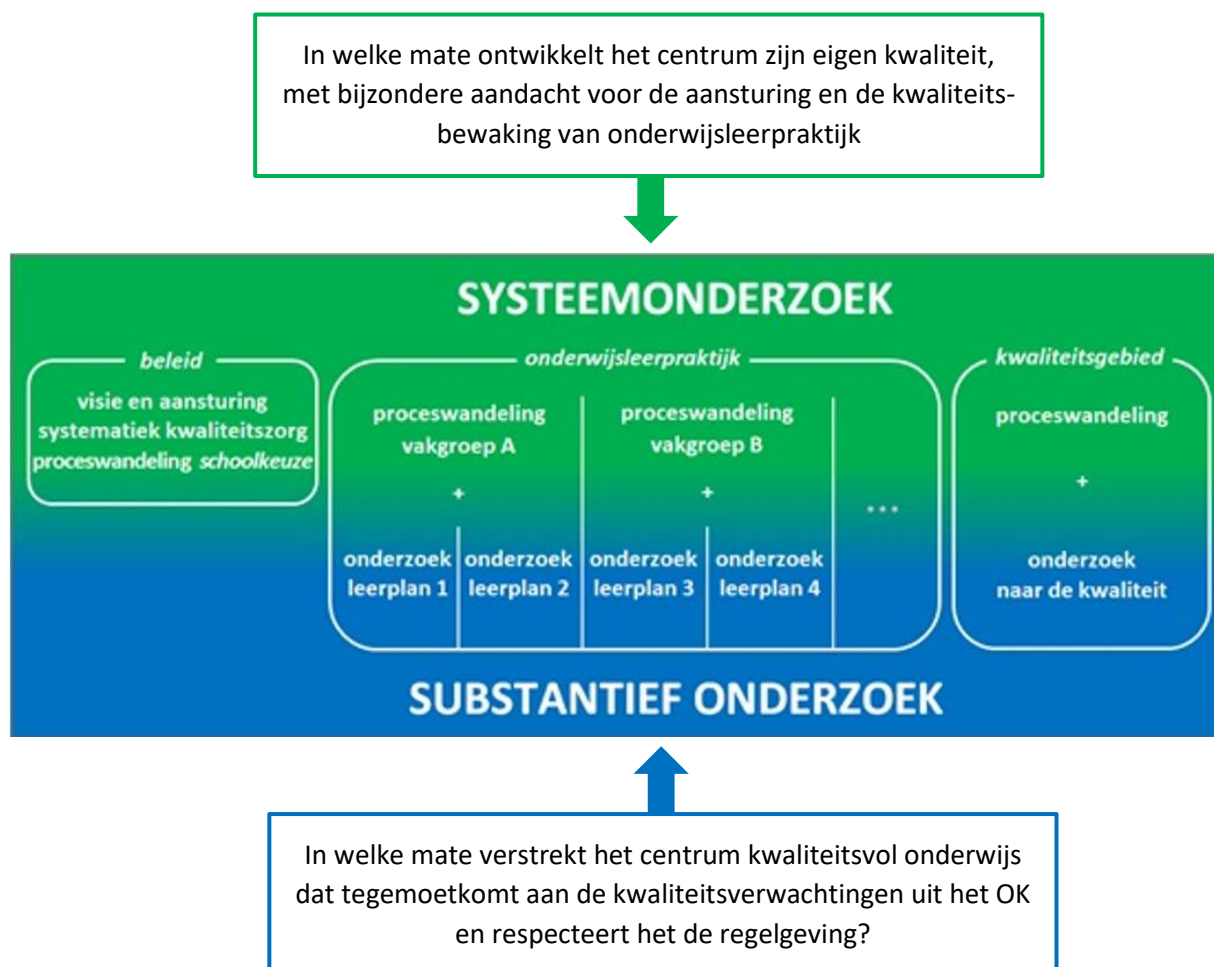 In welke mate ontwikkelt het centrum zijn eigen kwaliteit,
met bijzondere aandacht voor de aansturing en de kwaliteits-
bewaking van onderwijsleerpraktijk
SYSTEEMONDERZOEK
beleid
visie en aansturing
systematiek kwaliteitszorg
proceswandeling schoolkeuze
onderwijsleerpraktijk
proceswandeling
vakgroep A
+
onderzoek
leerplan 1
onderzoek
leerplan 2
proceswandeling
vakgroep B
+
onderzoek
leerplan 3
onderzoek
leerplan 4
...
kwaliteitsgebied
proceswandeling
+
onderzoek
naar de kwaliteit
SUBSTANTIEF ONDERZOEK
In welke mate verstrekt het centrum kwaliteitsvol onderwijs
dat tegemoetkomt aan de kwaliteitsverwachtingen uit het OK
en respecteert het de regelgeving?